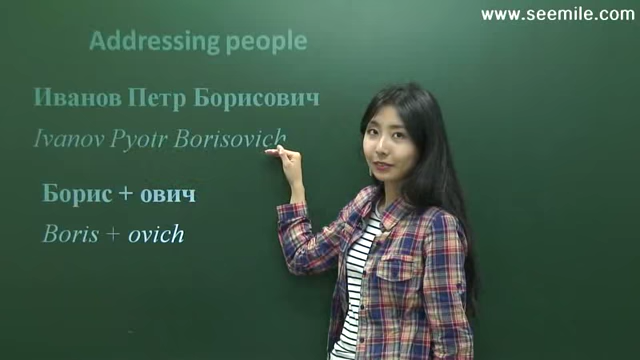 www.seemile.com
Addressing people
Иванов Петр Борисович
Ivanov Pyotr Borisovich
Борис + ович
Boris + ovich